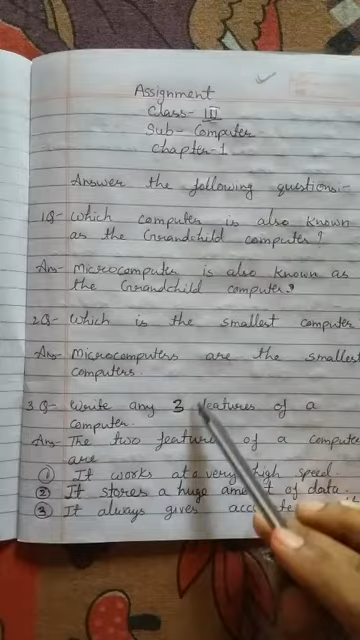 Assignment
Class - III
Sub - Computer
Chapter-1
Answer the following questions:-
1Q- Which computer is also known
as the Grandchild computer?
Ans- Microcomputer is also known as
the Grandchild computer?
2Q- Which is the smallest computer
Ans- Microcomputers are the smallest
computers.
3Q- Write any 3 features of a
computer.
Ans- The two features of a computer
are
① It works at a very high speed.
② It stores a huge amount of data.
③ It always gives